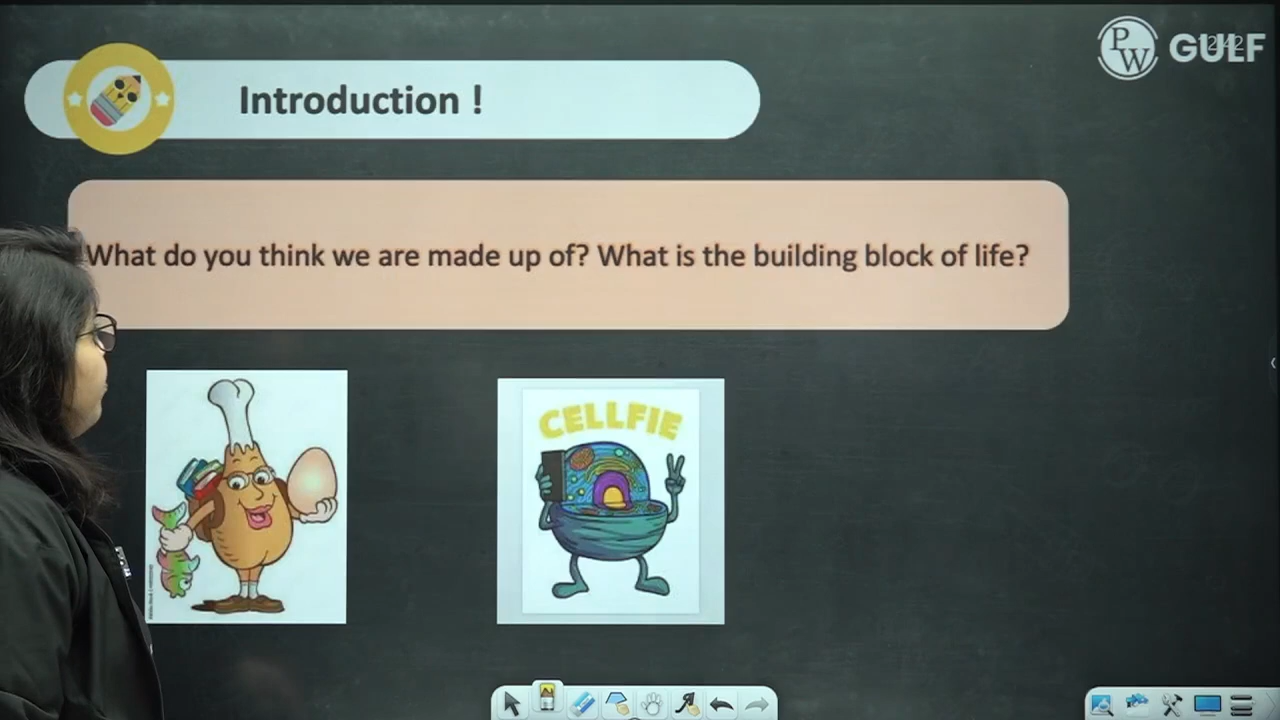 PW GULF
Introduction !
What do you think we are made up of? What is the building block of life?
CELLFIE